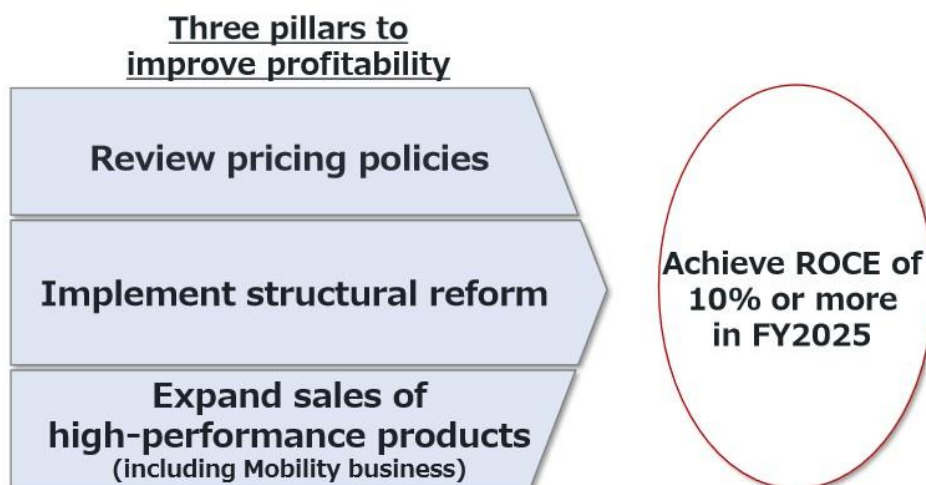 Three pillars to
improve profitability
Review pricing policies
Implement structural reform
Expand sales of
high-performance products
(including Mobility business)
Achieve ROCE of
10% or more
in FY2025